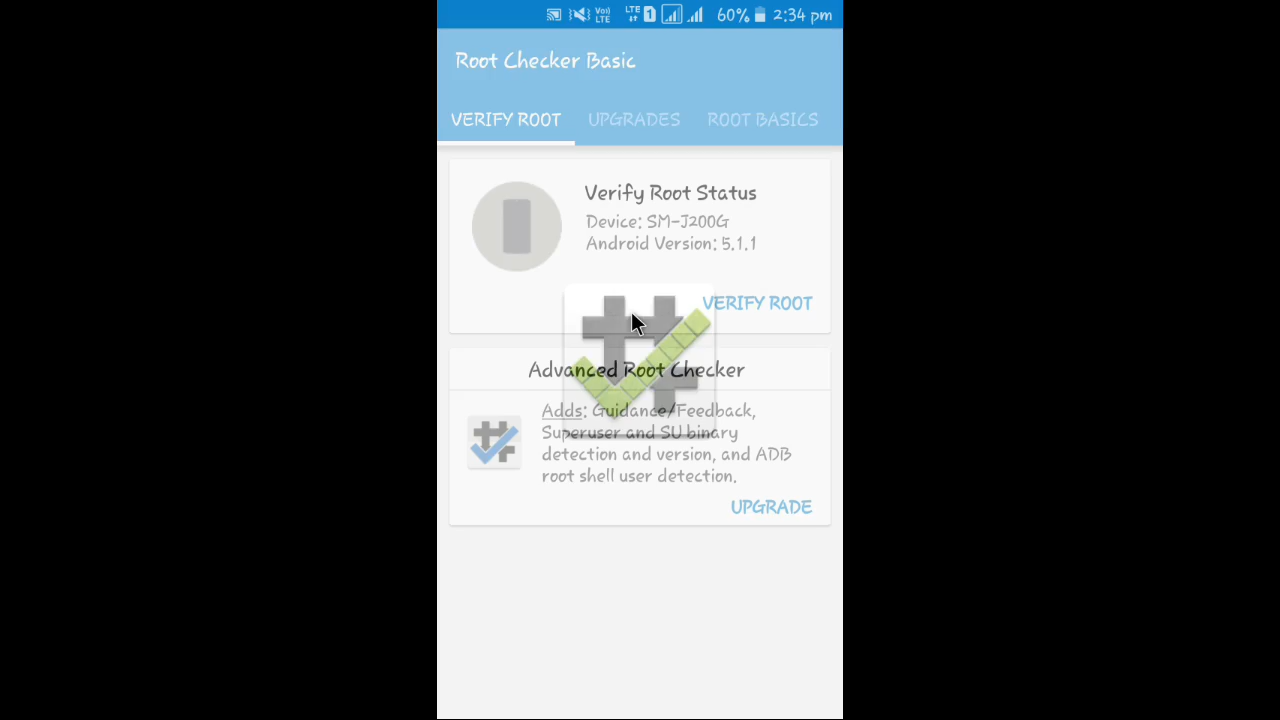 Vo)) LTE LTE 1 60% 2:34 pm
Root Checker Basic
VERIFY ROOT UPGRADES ROOT BASICS
Verify Root Status
Device: SM-J200G
Android Version: 5.1.1
VERIFY ROOT
Advanced Root Checker
Adds: Guidance/Feedback,
Superuser and SU binary
detection and version, and ADB
root shell user detection.
UPGRADE